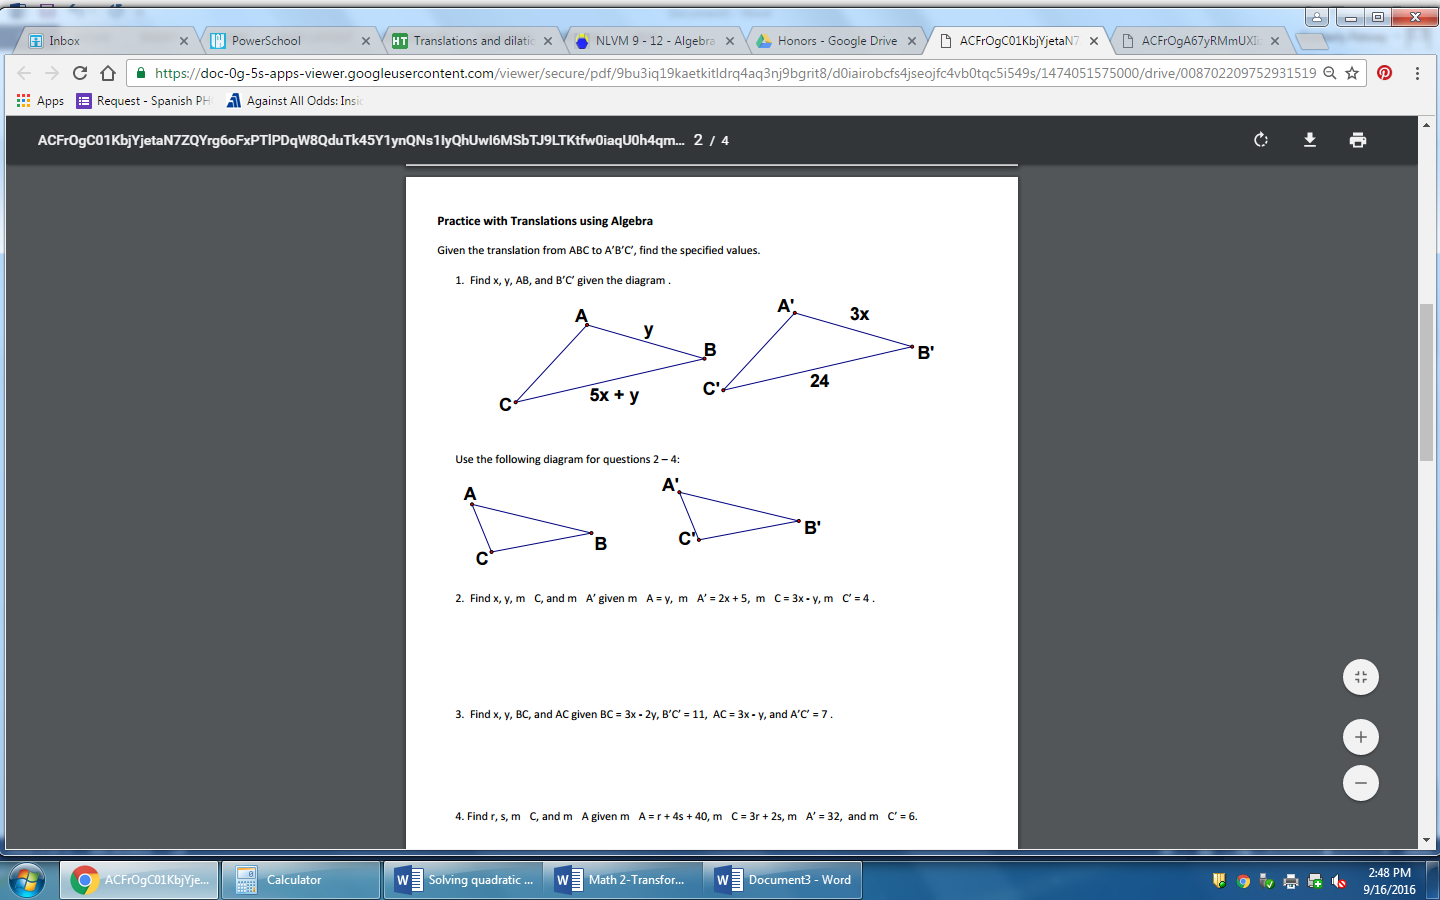 Inbox
PowerSchool
Translations and dilatic
NLVM 9 - 12 - Algebra
Honors - Google Drive
ACFrOgC01KbjYjetaN7
ACFrOgA67yRMmUXI
https://doc-0g-5s-apps-viewer.googleusercontent.com/viewer/secure/pdf/9bu3iq19kaetkitldrq4aq3nj9bgrit8/d0iairobcfs4jseojfc4vb0tqc5i549s/1474051575000/drive/008702209752931519
Apps
Request - Spanish PH
Against All Odds: Insi
ACFrOgC01KbjYjetaN7ZQYrg6oFxPTlPDqW8QduTk45Y1ynQNs1IyQhUwI6MSbTJ9LTKtfw0iaqU0h4qm... 2 / 4
Practice with Translations using Algebra
Given the translation from ABC to A’B’C’, find the specified values.
1. Find x, y, AB, and B’C’ given the diagram .
A
y
B
5x + y
C
A'
3x
B'
24
C'
Use the following diagram for questions 2 – 4:
A
B
C
A'
B'
C'
2. Find x, y, m C, and m A’ given m A = y, m A’ = 2x + 5, m C = 3x - y, m C’ = 4 .
3. Find x, y, BC, and AC given BC = 3x - 2y, B’C’ = 11, AC = 3x - y, and A’C’ = 7 .
4. Find r, s, m C, and m A given m A = r + 4s + 40, m C = 3r + 2s, m A’ = 32, and m C’ = 6.
ACFrOgC01KbjYje...
Calculator
Solving quadratic ...
Math 2-Transfor...
Document3 - Word
2:48 PM
9/16/2016